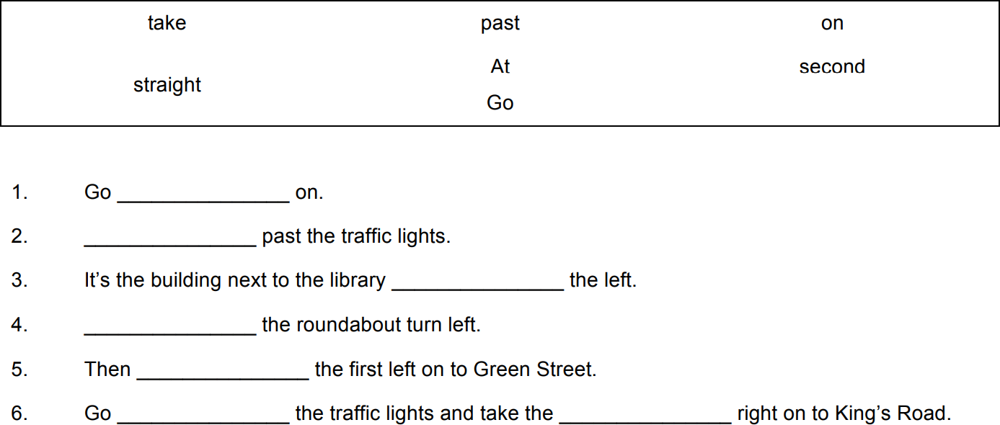 take past on
At second
straight
Go
1. Go _______________ on.
2. _______________ past the traffic lights.
3. It’s the building next to the library _______________ the left.
4. _______________ the roundabout turn left.
5. Then _______________ the first left on to Green Street.
6. Go _______________ the traffic lights and take the _______________ right on to King’s Road.